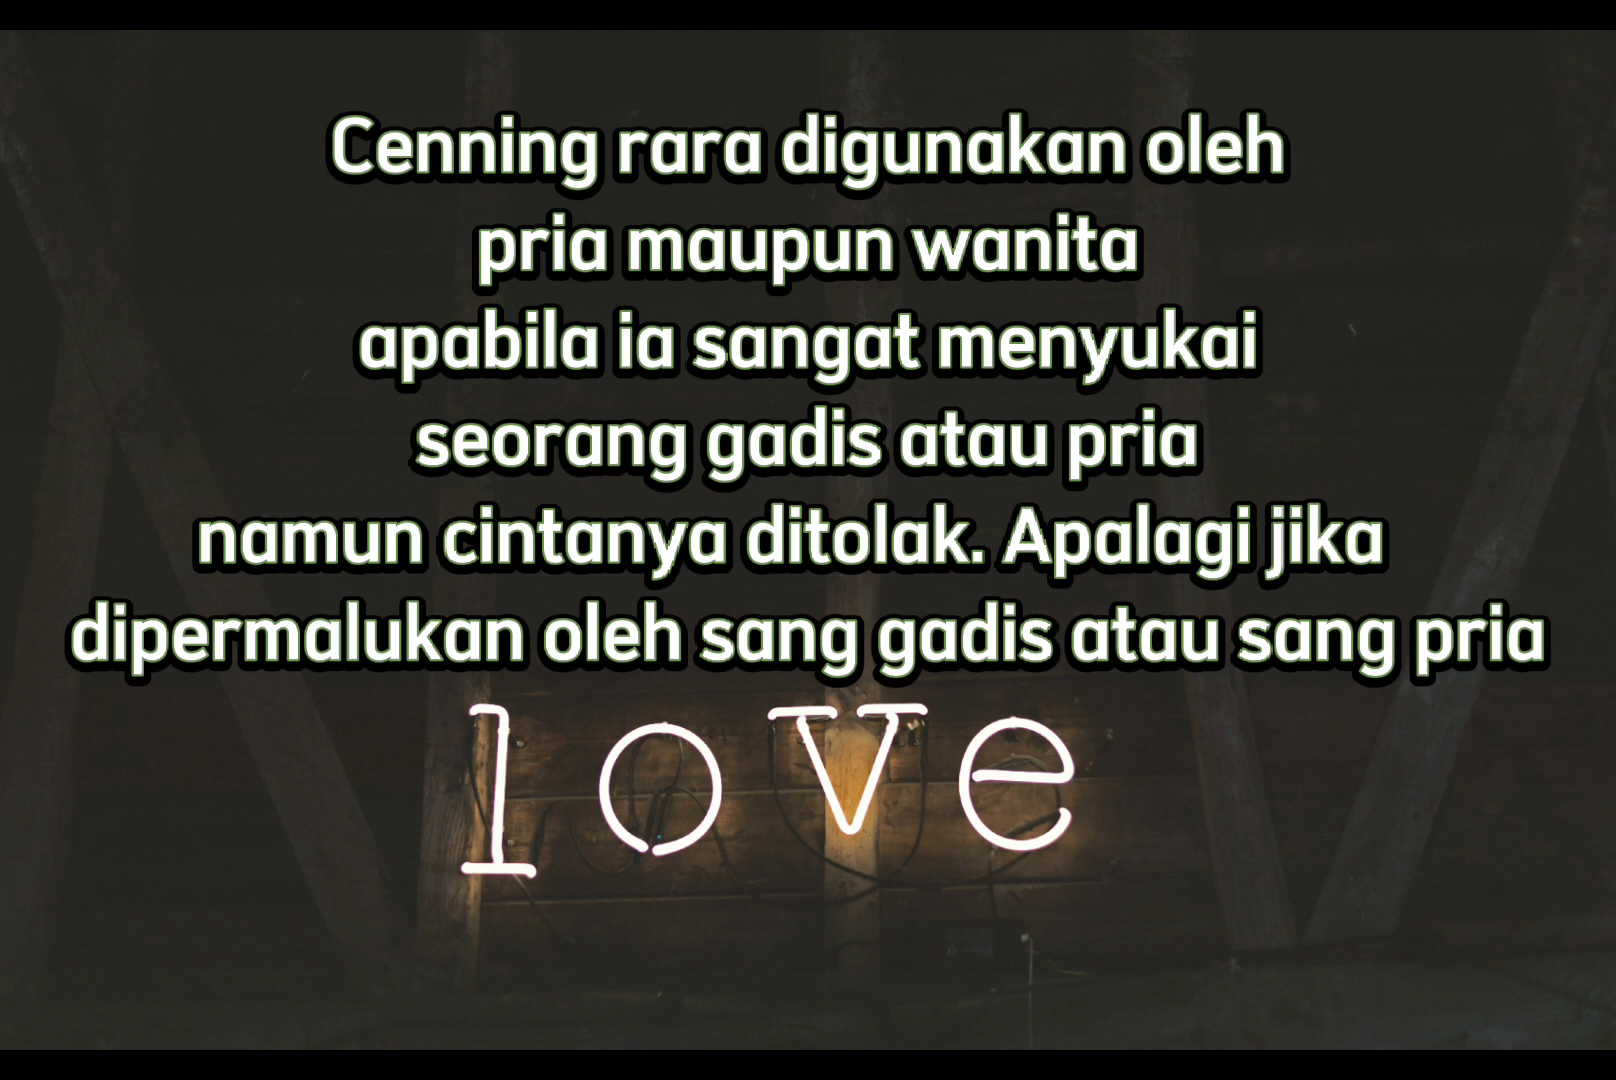 Cenning rara digunakan oleh
pria maupun wanita
apabila ia sangat menyukai
seorang gadis atau pria
namun cintanya ditolak. Apalagi jika
dipermalukan oleh sang gadis atau sang pria
love